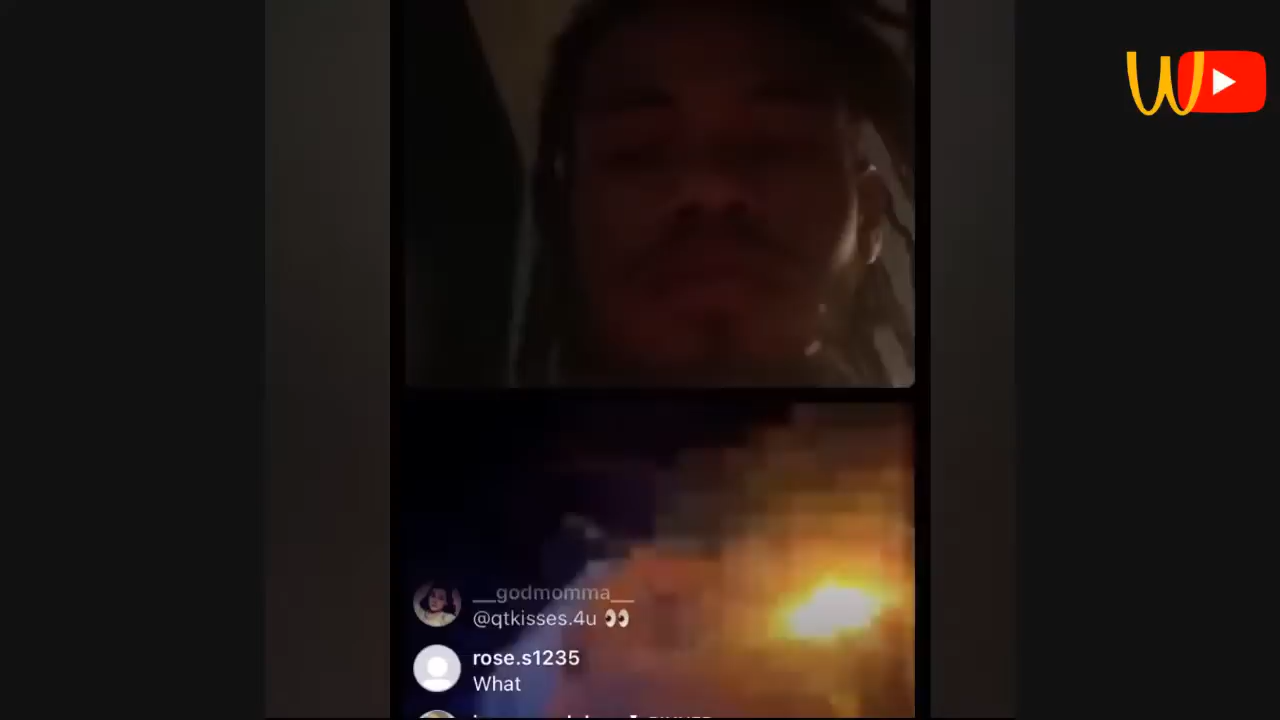 __godmomma__
@qtkisses.4u 👀
rose.s1235
What